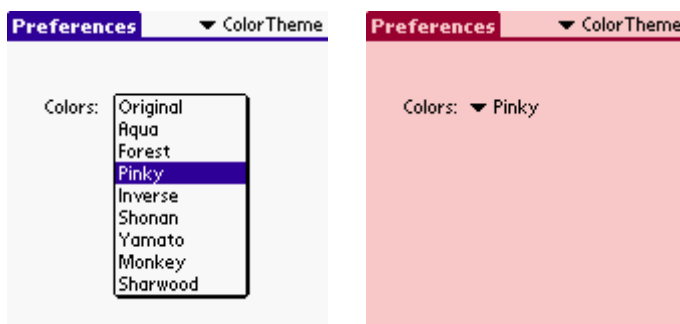 Preferences
ColorTheme
Colors:
Original
Aqua
Forest
Pinky
Inverse
Shonan
Yamato
Monkey
Sharwood
Preferences
ColorTheme
Colors: Pinky